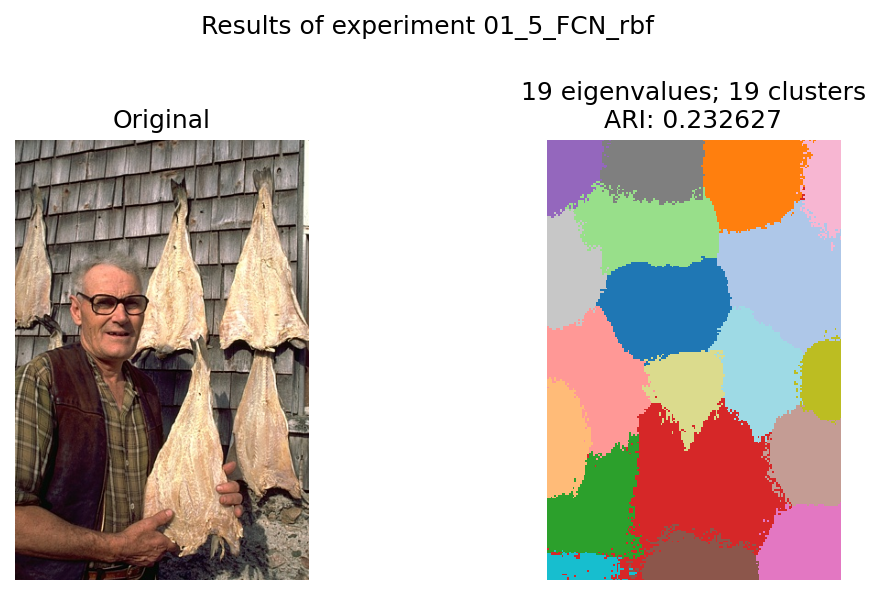 Results of experiment 01_5_FCN_rbf
Original
19 eigenvalues; 19 clusters
ARI: 0.232627